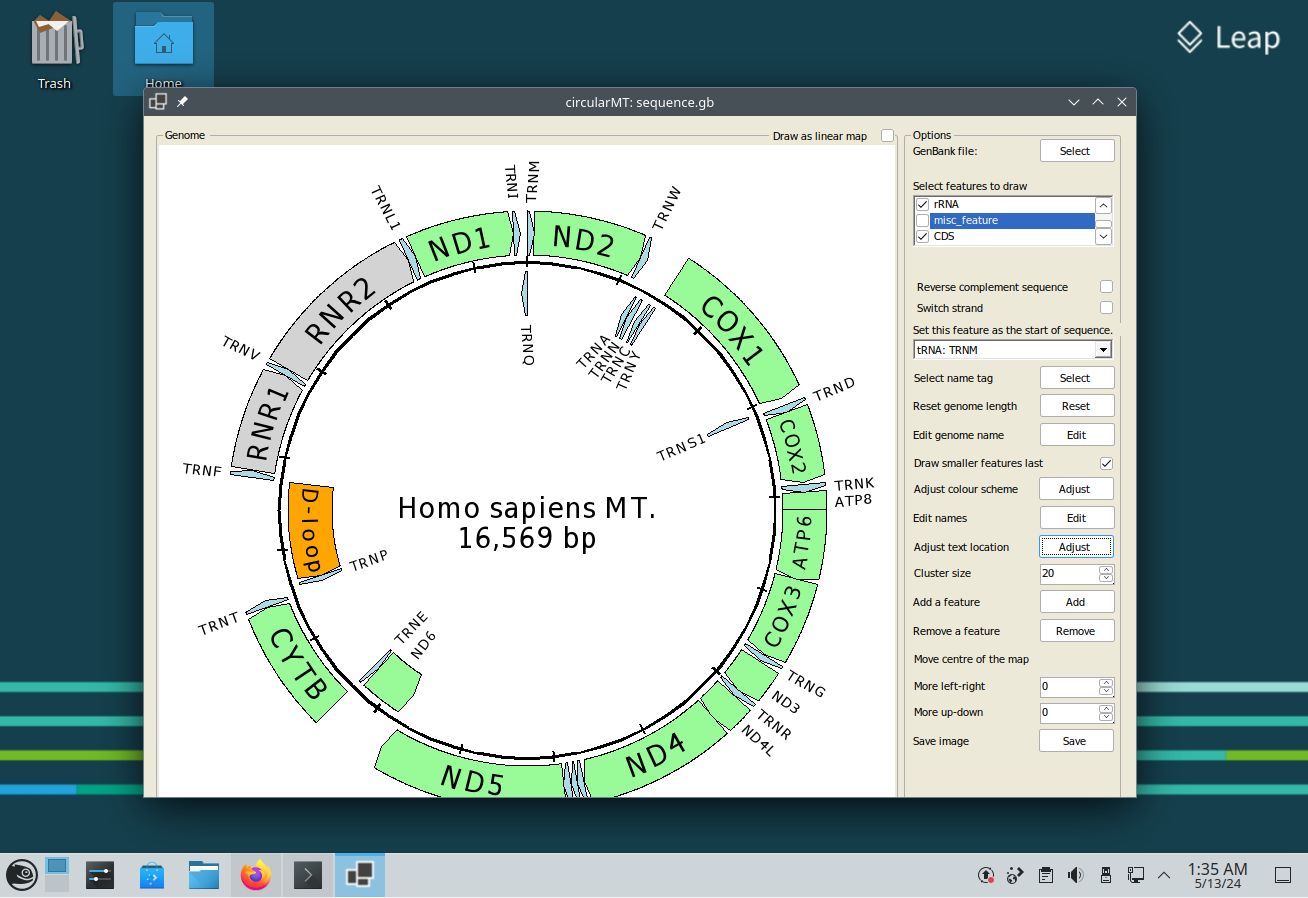 Trash
Home
Leap
circularMT: sequence.gb
Genome
Draw as linear map
TRNL1
TRNI
TRNM
TRNW
ND1
ND2
RNR2
COX1
TRNV
TRNQ
TRNA
TRNN
TRNC
TRNY
RNR1
TRND
TRNS1
COX2
TRNF
TRNK
ATP8
D-loop
Homo sapiens MT.
16,569 bp
ATP6
TRNP
COX3
TRNT
TRNE
ND6
CYTB
TRNG
ND3
TRNR
ND4L
ND4
ND5
Options
GenBank file:
Select
Select features to draw
rRNA
misc_feature
CDS
Reverse complement sequence
Switch strand
Set this feature as the start of sequence.
tRNA: TRNM
Select name tag
Select
Reset genome length
Reset
Edit genome name
Edit
Draw smaller features last
Adjust colour scheme
Adjust
Edit names
Edit
Adjust text location
Adjust
Cluster size
20
Add a feature
Add
Remove a feature
Remove
Move centre of the map
More left-right
0
More up-down
0
Save image
Save
1:35 AM
5/13/24